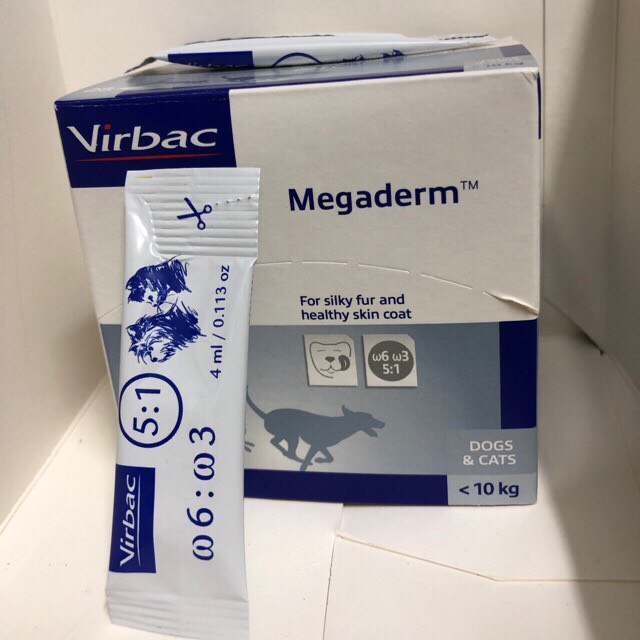 Virbac
Megaderm™
For silky fur and
healthy skin coat
ω6 ω3
5:1
DOGS
& CATS
< 10 kg
4 ml / 0.113 oz
5:1
ω6:ω3
Virbac